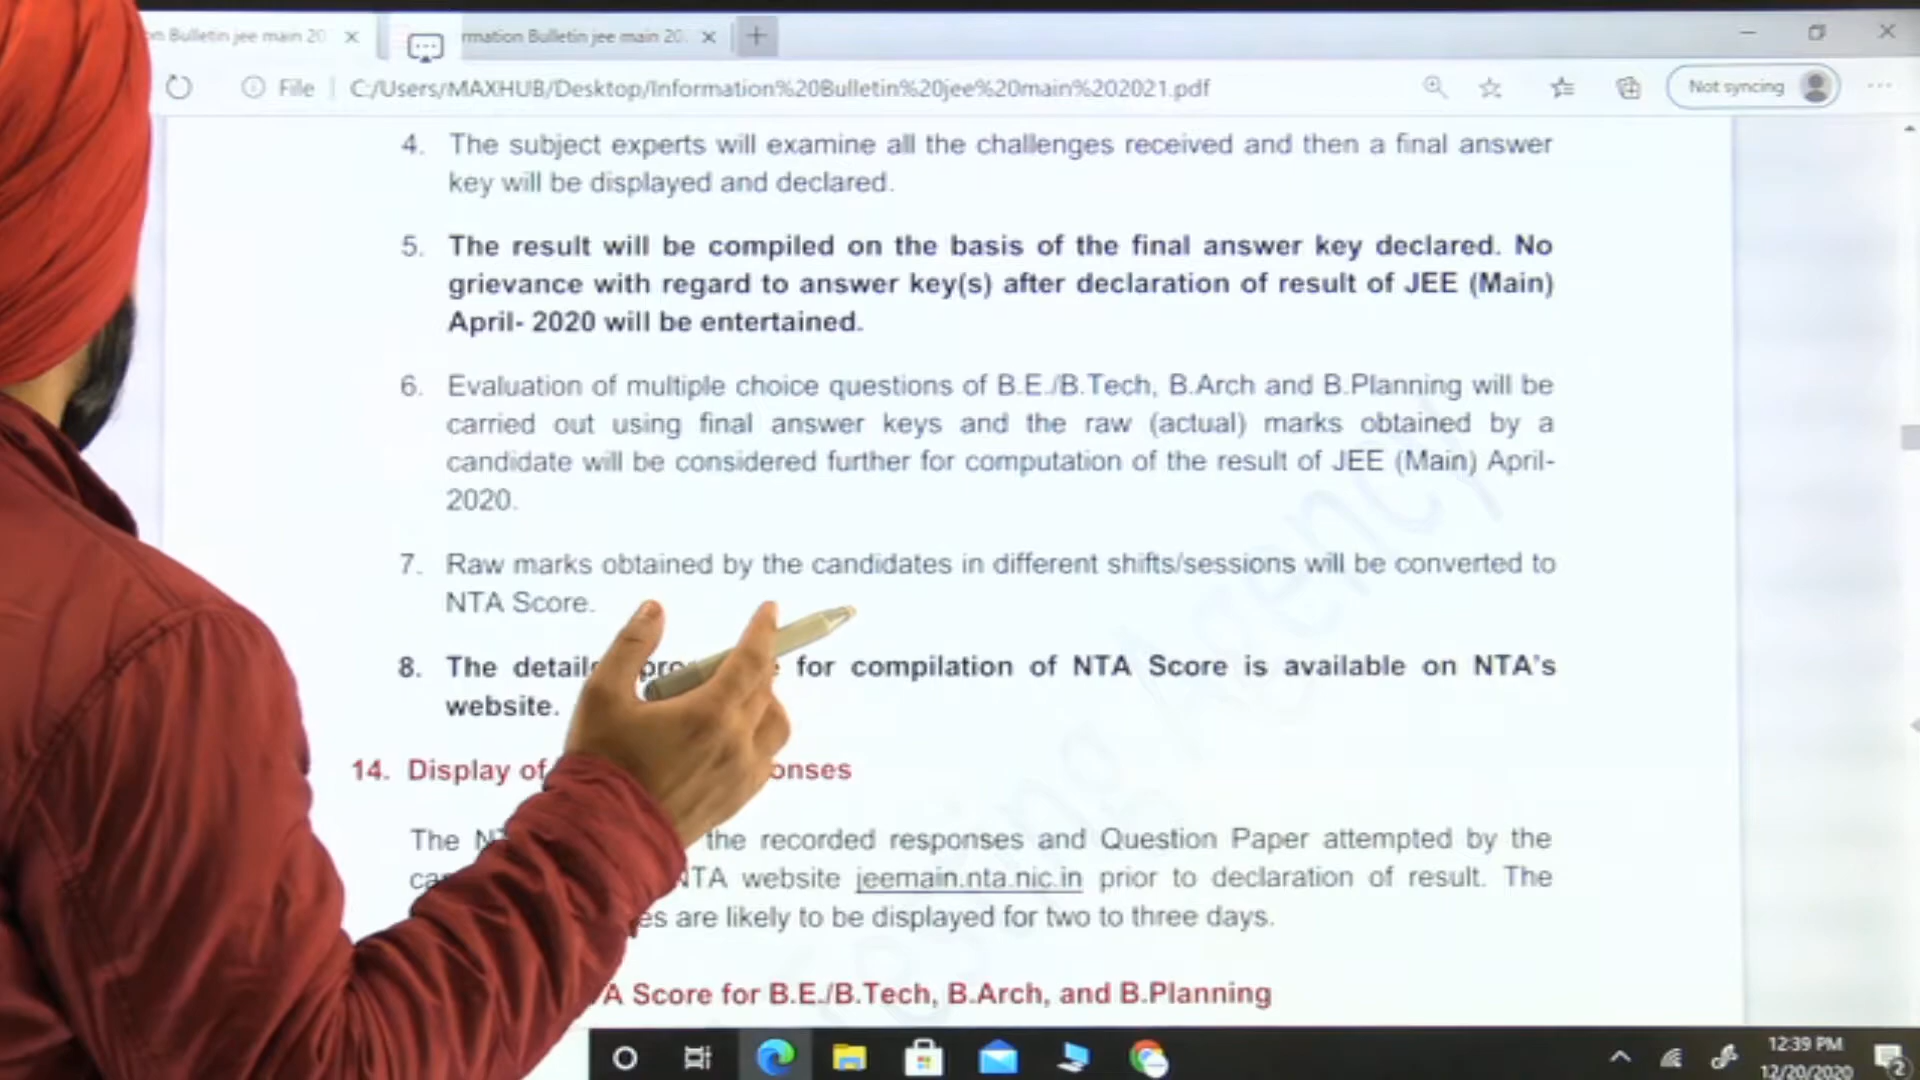 on Bulletin jee main 20
rmation Bulletin jee main 20
File
C:/Users/MAXHUB/Desktop/Information%20Bulletin%20jee%20main%202021.pdf
Not syncing
4. The subject experts will examine all the challenges received and then a final answer
key will be displayed and declared.
5. The result will be compiled on the basis of the final answer key declared. No
grievance with regard to answer key(s) after declaration of result of JEE (Main)
April- 2020 will be entertained.
6. Evaluation of multiple choice questions of B.E./B.Tech, B.Arch and B.Planning will be
carried out using final answer keys and the raw (actual) marks obtained by a
candidate will be considered further for computation of the result of JEE (Main) April-
2020.
7. Raw marks obtained by the candidates in different shifts/sessions will be converted to
NTA Score.
8. The detail for compilation of NTA Score is available on NTA's
website.
14. Display of onses
The the recorded responses and Question Paper attempted by the
NTA website jeemain.nta.nic.in prior to declaration of result. The
es are likely to be displayed for two to three days.
A Score for B.E./B.Tech, B.Arch, and B.Planning
Testing Agency
12:39 PM
12/20/2020
2